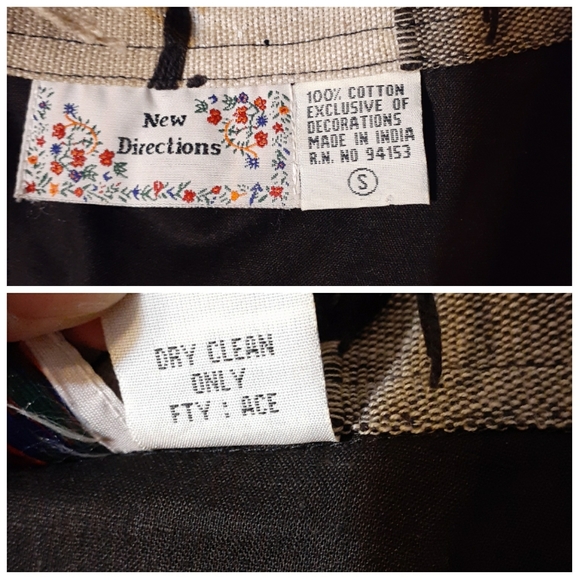 New
Directions
100% COTTON
EXCLUSIVE OF
DECORATIONS
MADE IN INDIA
R.N. NO 94153
S
DRY CLEAN
ONLY
FTY : ACE